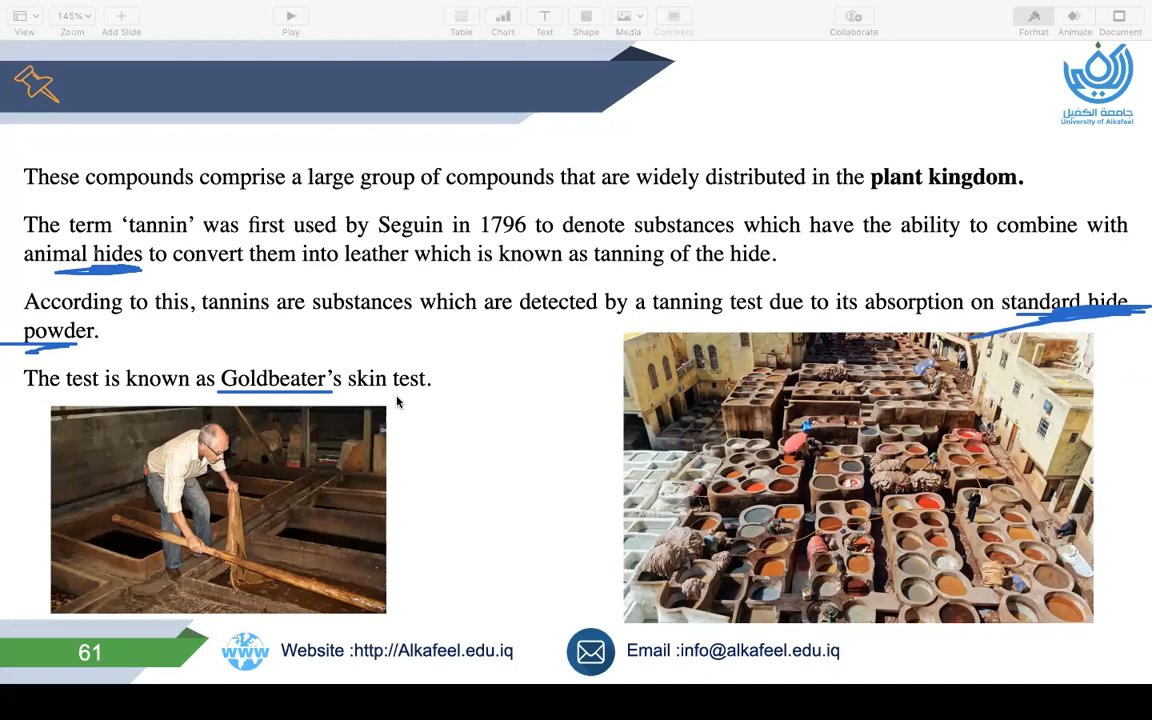 View
145%
Zoom
Add Slide
Play
Table
Chart
Text
Shape
Media
Comment
Collaborate
Format
Animate
Document
جامعة الكفيل
University of Alkafeel
These compounds comprise a large group of compounds that are widely distributed in the plant kingdom.
The term ‘tannin’ was first used by Seguin in 1796 to denote substances which have the ability to combine with
animal hides to convert them into leather which is known as tanning of the hide.
According to this, tannins are substances which are detected by a tanning test due to its absorption on standard hide
powder.
The test is known as Goldbeater’s skin test.
61
WWW
Website :http://Alkafeel.edu.iq
Email :info@alkafeel.edu.iq